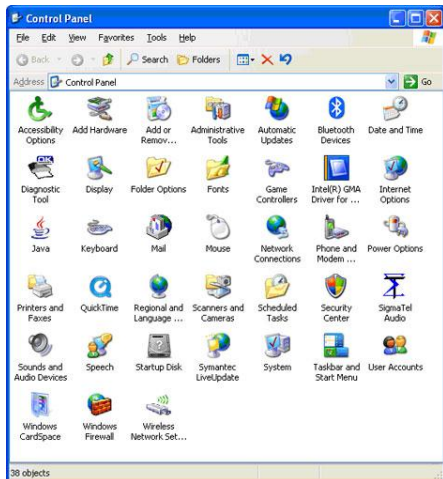 Control Panel
File Edit View Favorites Tools Help
Back Search Folders
Address Control Panel Go
Accessibility Options
Add Hardware
Add or Remov...
Administrative Tools
Automatic Updates
Bluetooth Devices
Date and Time
Diagnostic Tool
Display
Folder Options
Fonts
Game Controllers
Intel(R) GMA Driver for ...
Internet Options
Java
Keyboard
Mail
Mouse
Network Connections
Phone and Modem ...
Power Options
Printers and Faxes
QuickTime
Regional and Language ...
Scanners and Cameras
Scheduled Tasks
Security Center
SigmaTel Audio
Sounds and Audio Devices
Speech
Startup Disk
Symantec LiveUpdate
System
Taskbar and Start Menu
User Accounts
Windows CardSpace
Windows Firewall
Wireless Network Set...
38 objects